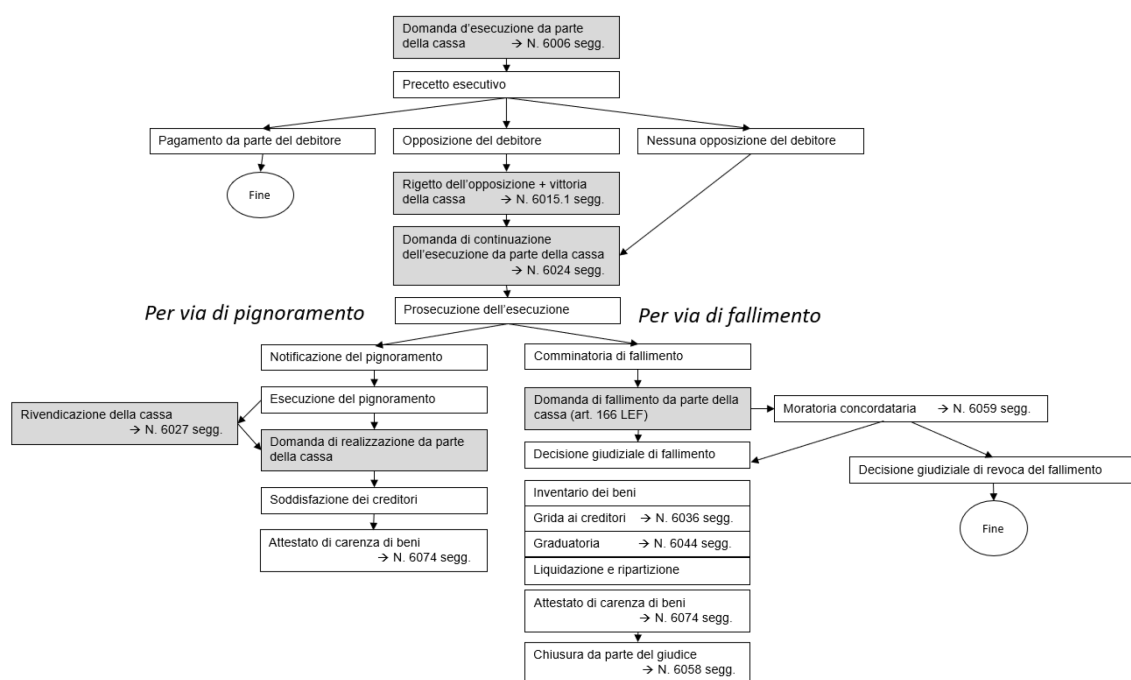 Domanda d'esecuzione da parte
della cassa → N. 6006 segg.
Precetto esecutivo
Pagamento da parte del debitore
Opposizione del debitore
Nessuna opposizione del debitore
Fine
Rigetto dell'opposizione + vittoria
della cassa → N. 6015.1 segg.
Domanda di continuazione
dell'esecuzione da parte della cassa
→ N. 6024 segg.
Prosecuzione dell'esecuzione
Per via di pignoramento
Per via di fallimento
Notificazione del pignoramento
Esecuzione del pignoramento
Rivendicazione della cassa
→ N. 6027 segg.
Domanda di realizzazione da parte
della cassa
Soddisfazione dei creditori
Attestato di carenza di beni
→ N. 6074 segg.
Comminatoria di fallimento
Domanda di fallimento da parte della
cassa (art. 166 LEF)
Moratoria concordataria → N. 6059 segg.
Decisione giudiziale di fallimento
Decisione giudiziale di revoca del fallimento
Fine
Inventario dei beni
Grida ai creditori → N. 6036 segg.
Graduatoria → N. 6044 segg.
Liquidazione e ripartizione
Attestato di carenza di beni
→ N. 6074 segg.
Chiusura da parte del giudice
→ N. 6058 segg.